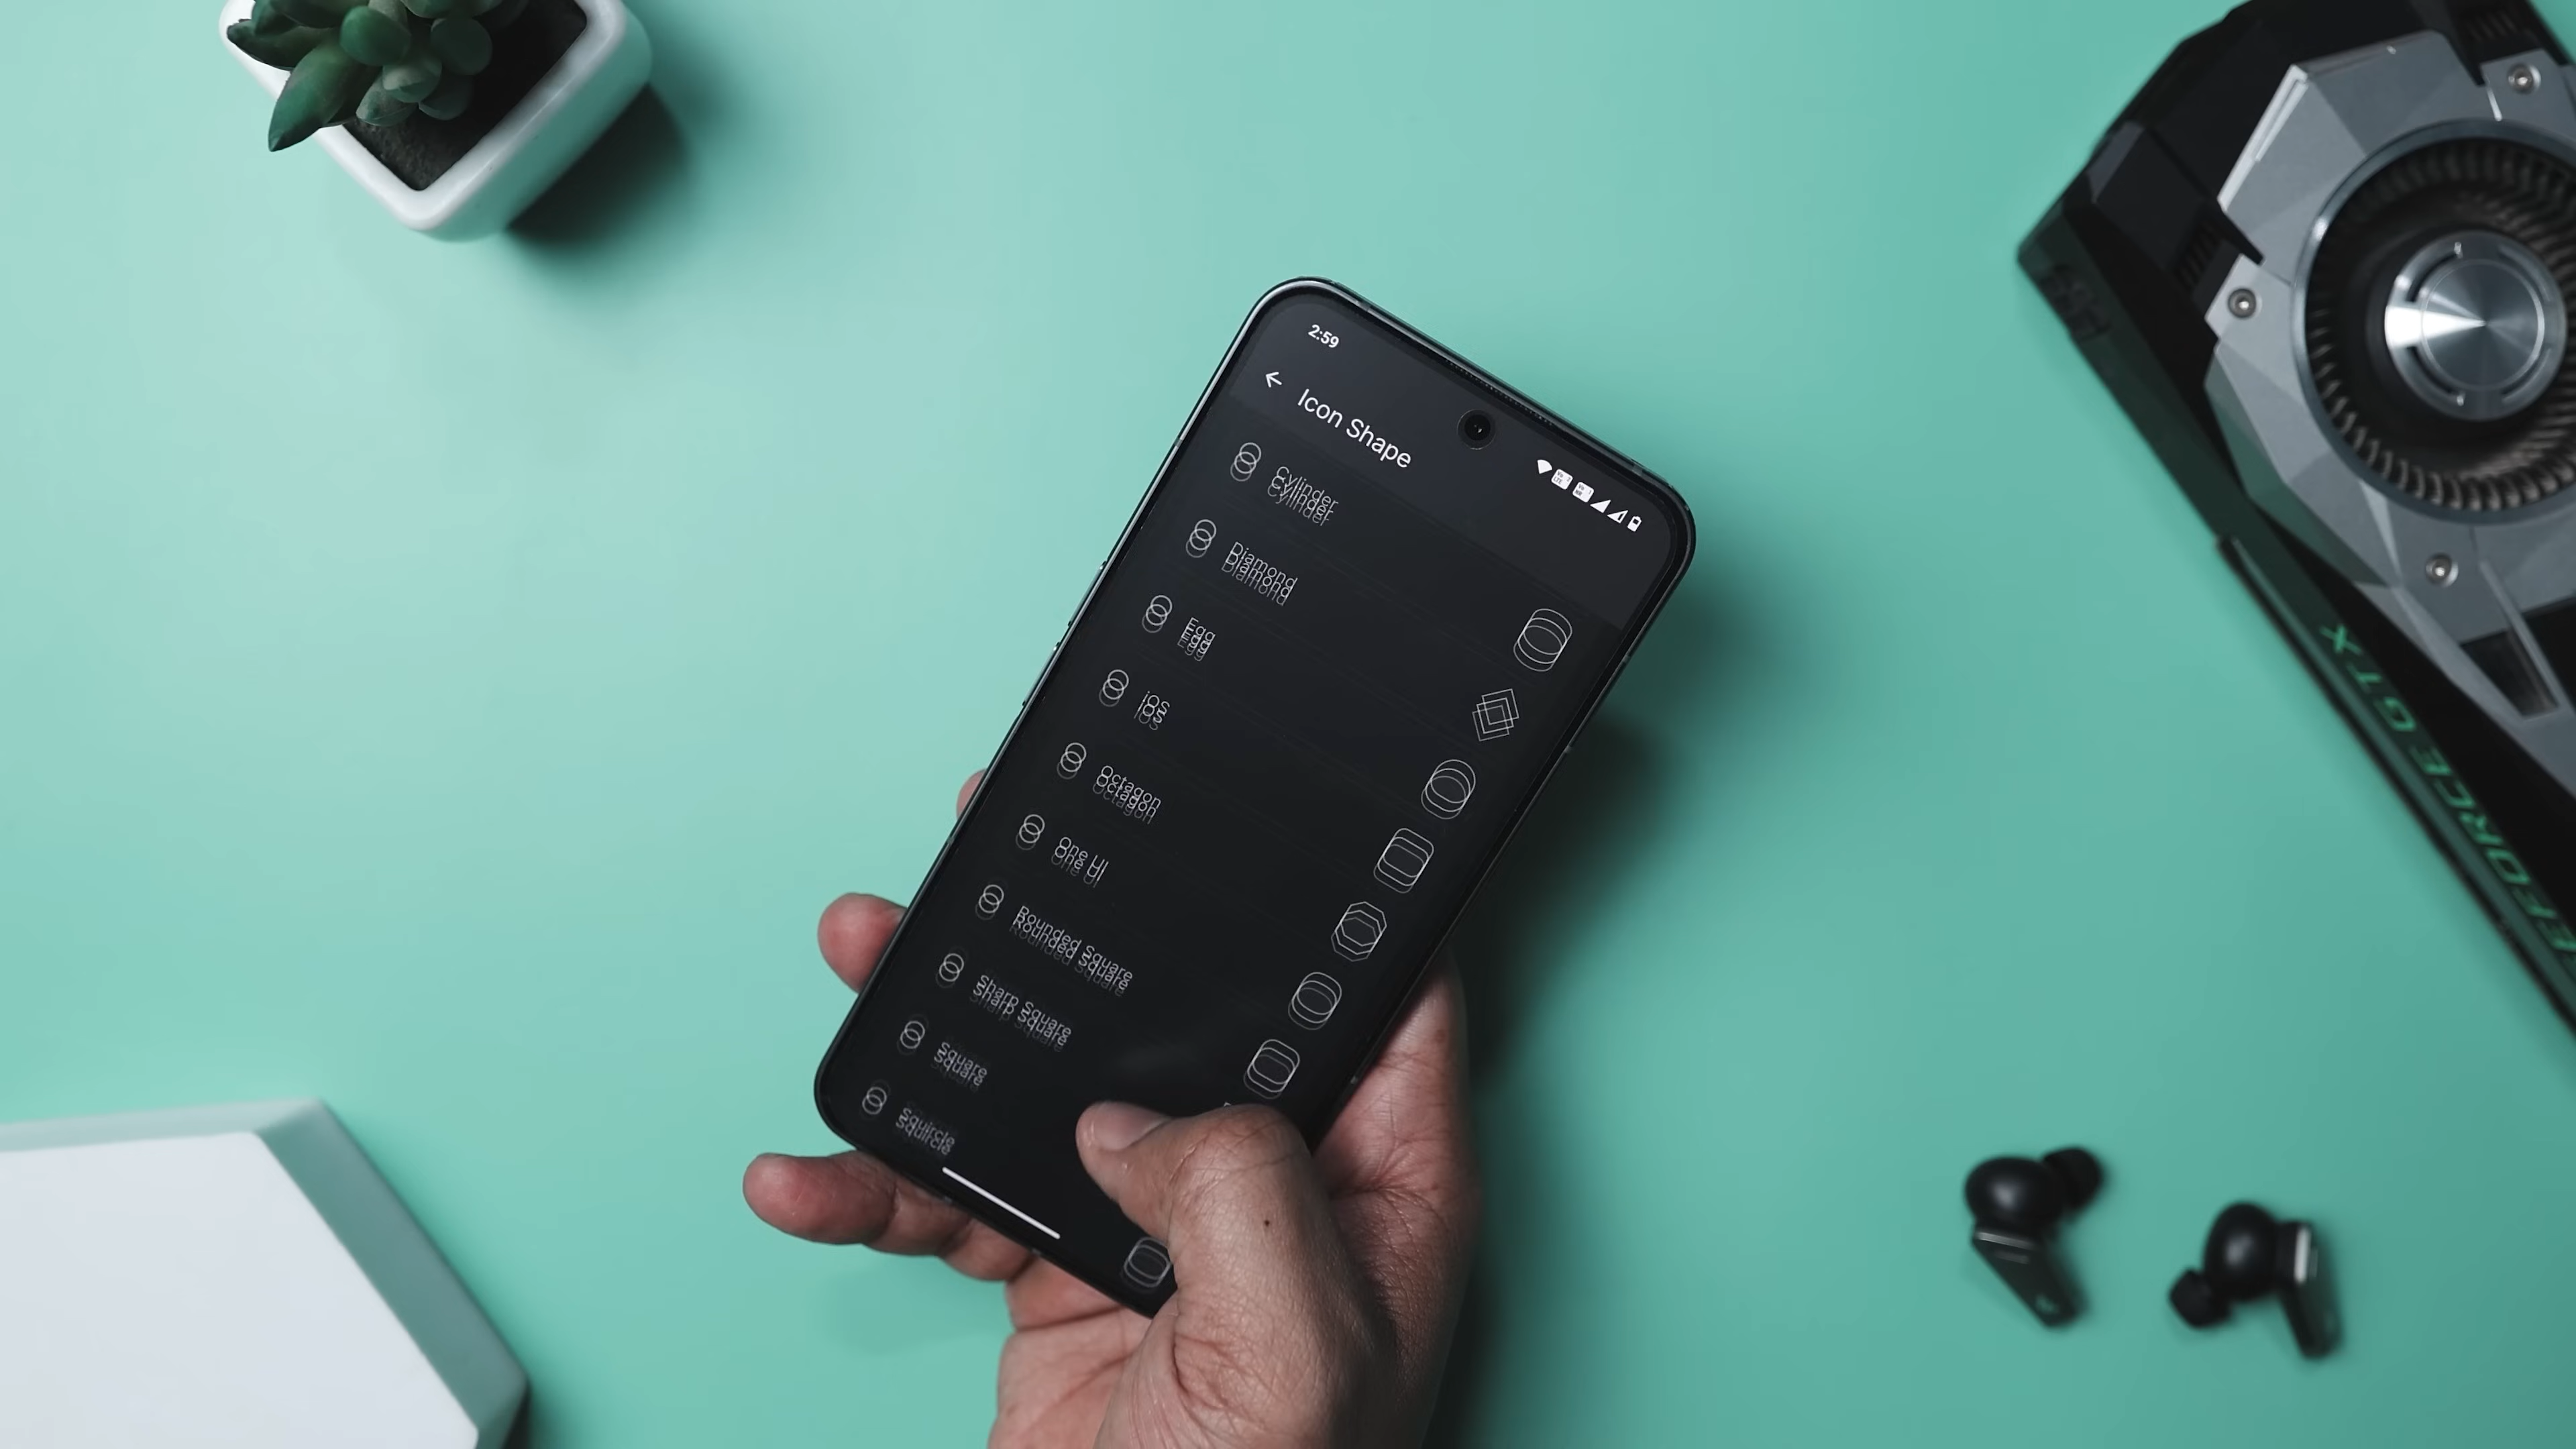 2:59
Icon Shape
Cylinder
Diamond
Egg
iOS
Octagon
One UI
Rounded Square
Sharp Square
Square
Squircle
GEFORCE GTX